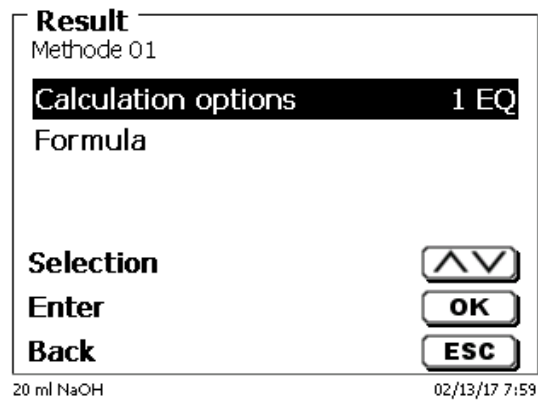 Result
Methode 01
Calculation options 1 EQ
Formula
Selection
Enter OK
Back ESC
20 ml NaOH 02/13/17 7:59